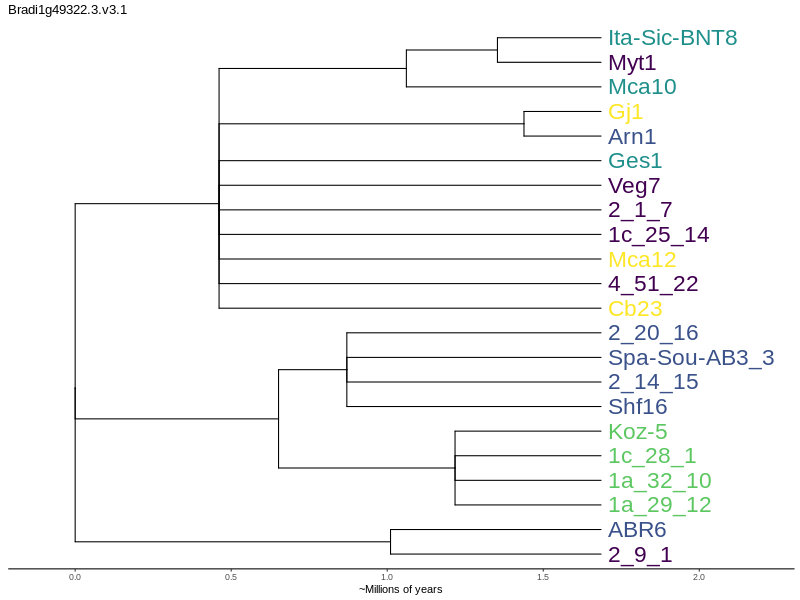 Bradi1g49322.3.v3.1
Ita-Sic-BNT8
Myt1
Mca10
Gj1
Arn1
Ges1
Veg7
2_1_7
1c_25_14
Mca12
4_51_22
Cb23
2_20_16
Spa-Sou-AB3_3
2_14_15
Shf16
Koz-5
1c_28_1
1a_32_10
1a_29_12
ABR6
2_9_1
0.0 0.5 1.0 1.5 2.0
~Millions of years